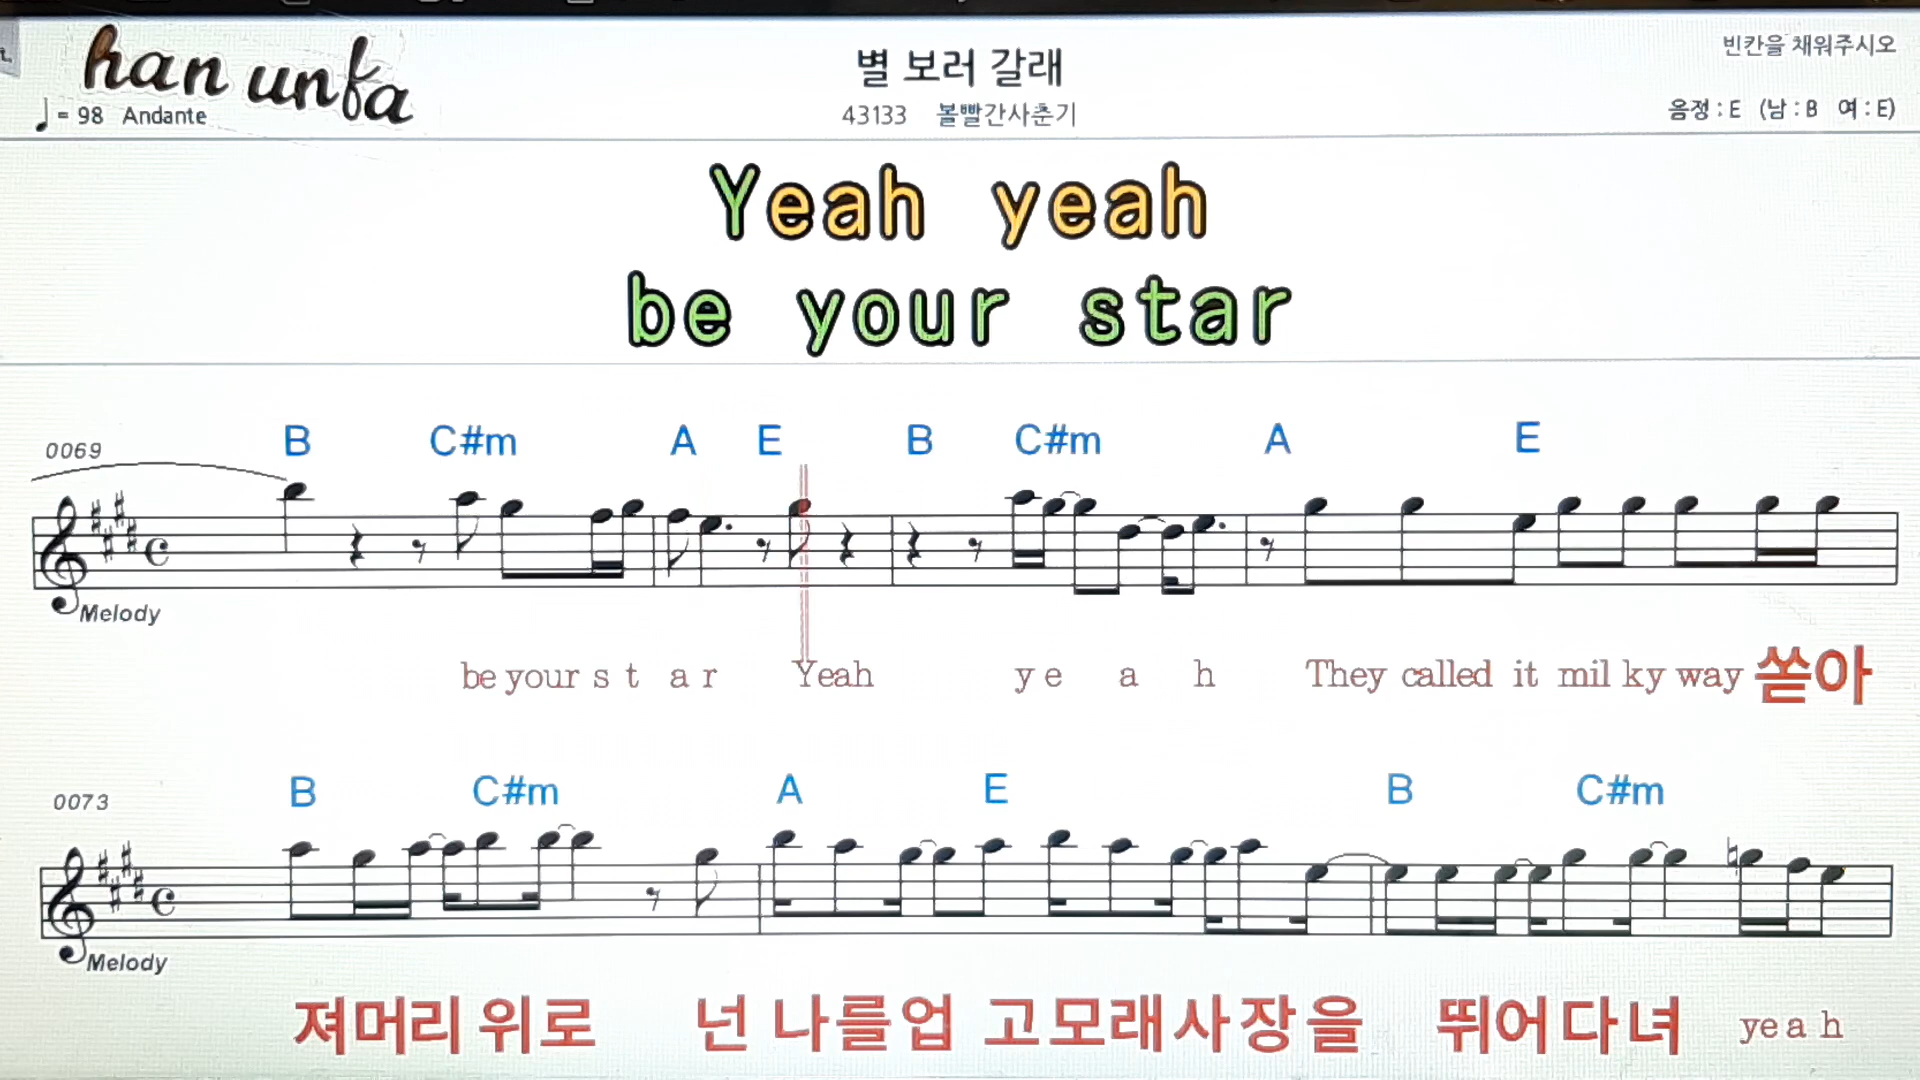 han unfa
별 보러 갈래
빈칸을 채워주시오
♩= 98 Andante
43133 볼빨간사춘기
음정 : E (남 : B 여 : E)
Yeah yeah
be your star
0069 B C#m A E B C#m A E
Melody
be your s t a r Yeah y e a h They called it mil ky way 쏟아
0073 B C#m A E B C#m
Melody
져머리 위로 넌 나를업 고모래사장을 뛰어다녀 yeah